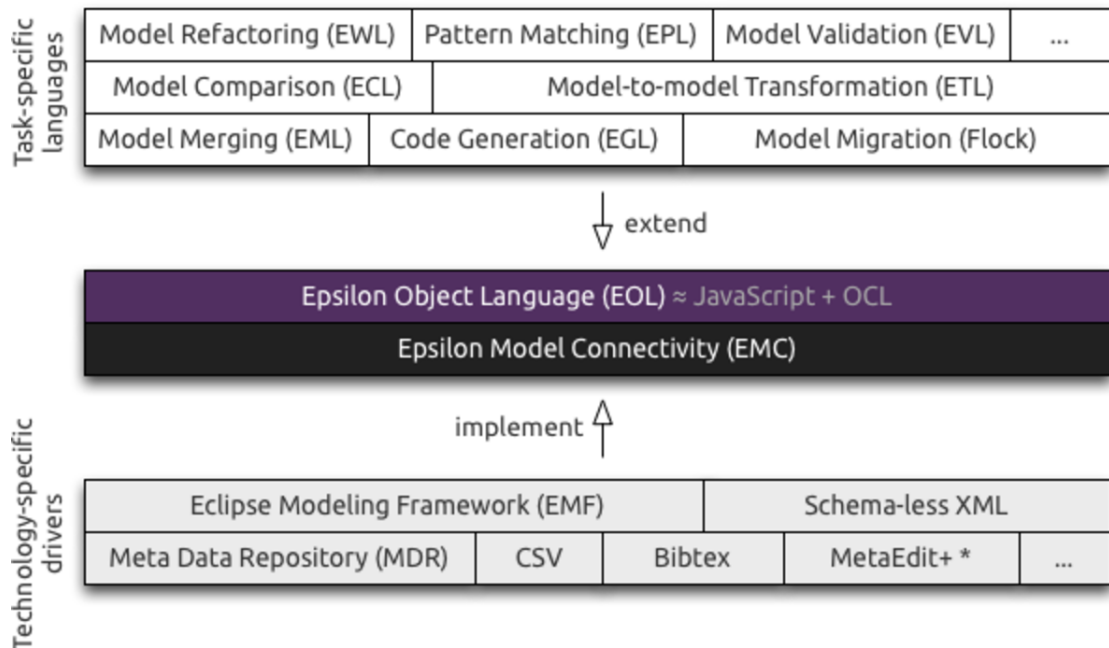 Task-specific
languages
Model Refactoring (EWL) Pattern Matching (EPL) Model Validation (EVL) ...
Model Comparison (ECL) Model-to-model Transformation (ETL)
Model Merging (EML) Code Generation (EGL) Model Migration (Flock)
extend
Epsilon Object Language (EOL) ≈ JavaScript + OCL
Epsilon Model Connectivity (EMC)
implement
Technology-specific
drivers
Eclipse Modeling Framework (EMF) Schema-less XML
Meta Data Repository (MDR) CSV Bibtex MetaEdit+ * ...